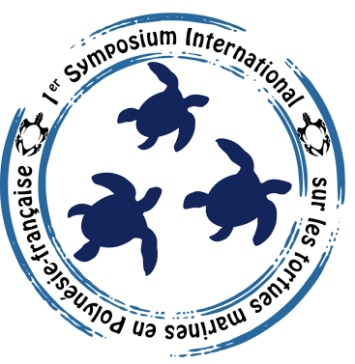 1er Symposium International
sur les tortues marines en Polynésie-française